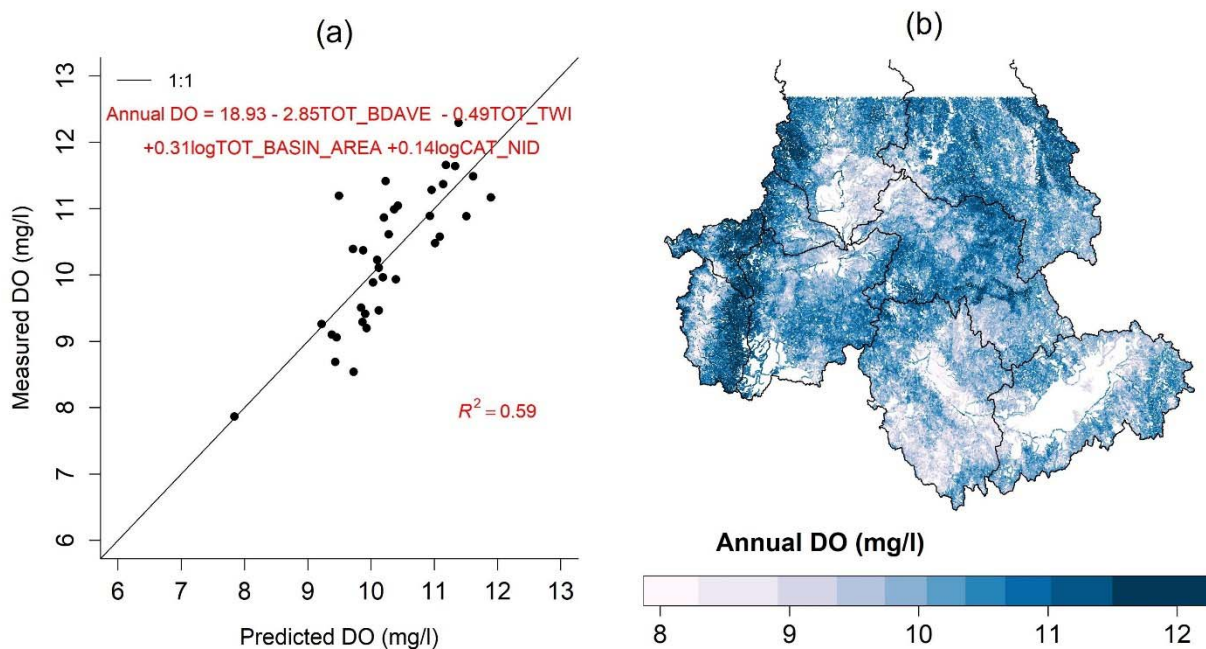 (a)
1:1
Annual DO = 18.93 - 2.85TOT_BDAVE - 0.49TOT_TWI
+0.31logTOT_BASIN_AREA +0.14logCAT_NID
R² = 0.59
Measured DO (mg/l)
13
12
11
10
9
8
7
6
6 7 8 9 10 11 12 13
Predicted DO (mg/l)
(b)
Annual DO (mg/l)
8 9 10 11 12